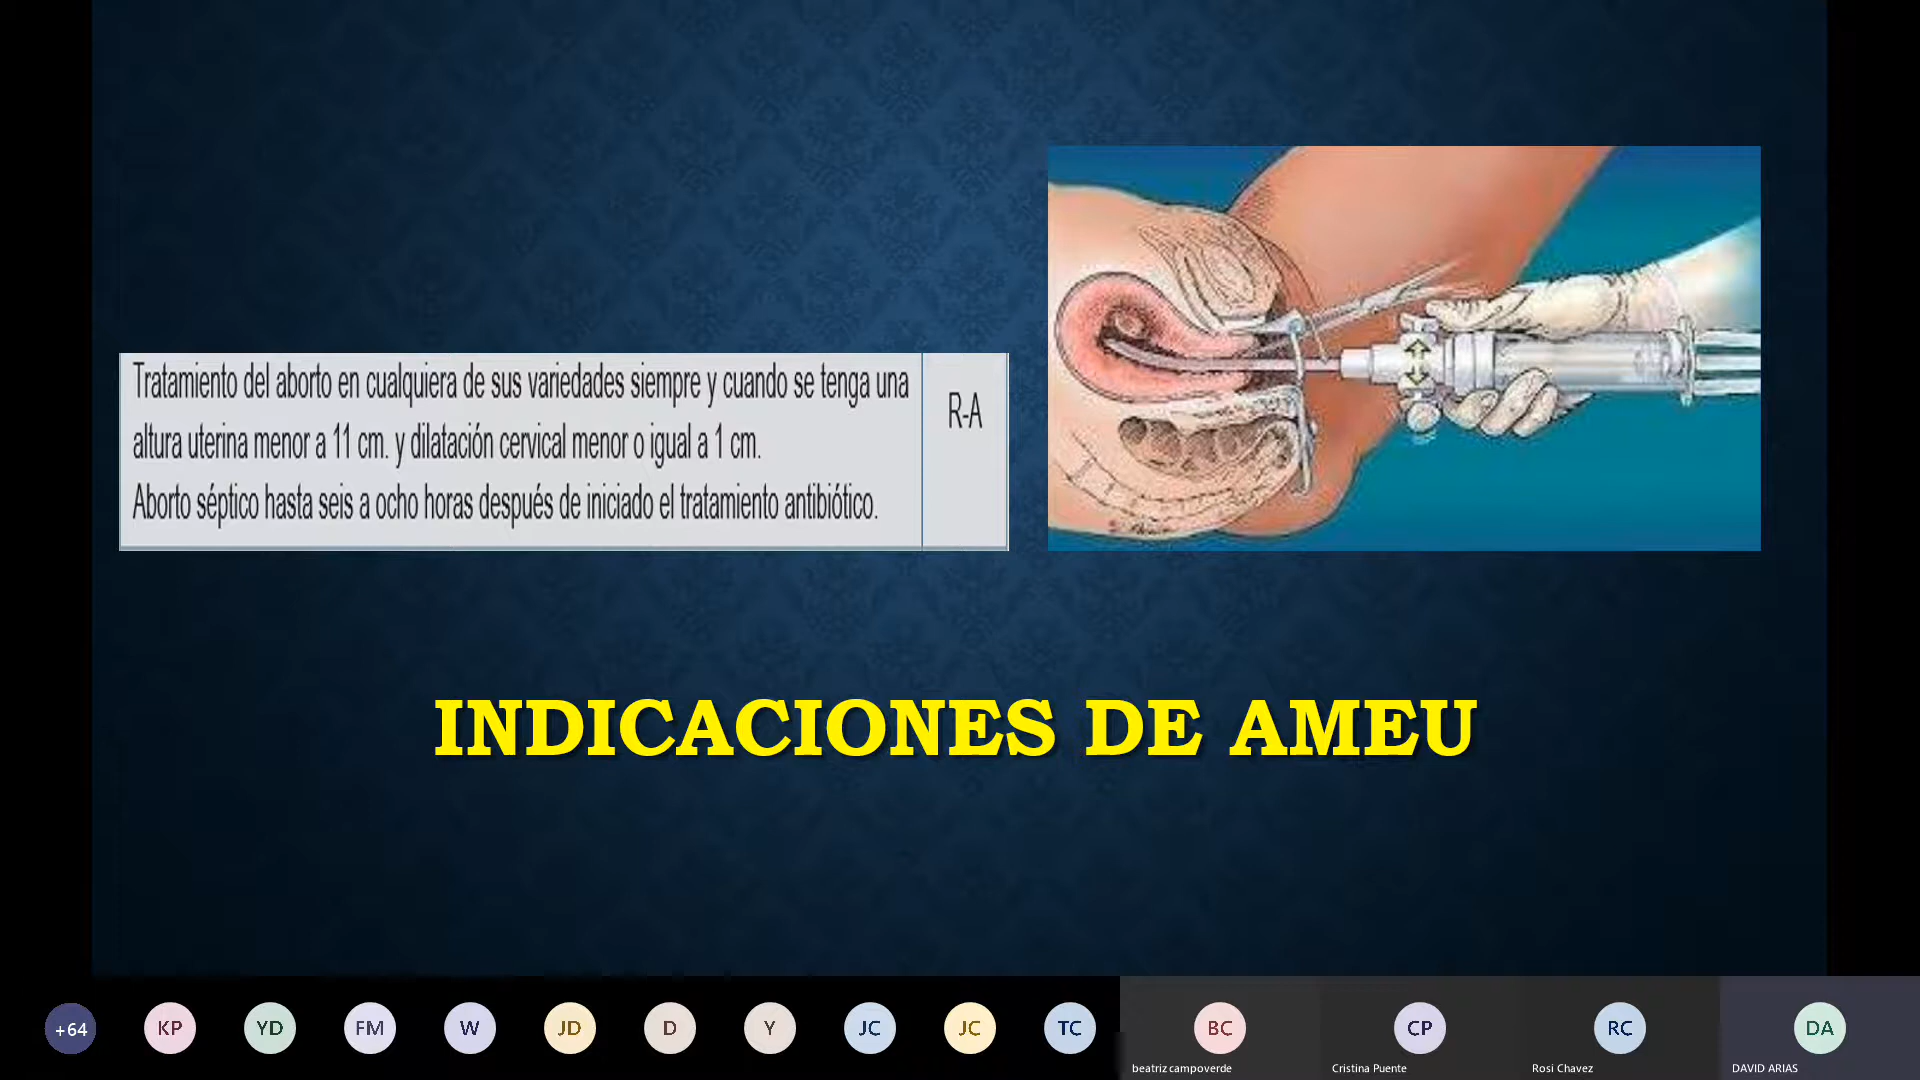 Tratamiento del aborto en cualquiera de sus variedades siempre y cuando se tenga una
altura uterina menor a 11 cm. y dilatación cervical menor o igual a 1 cm.
Aborto séptico hasta seis a ocho horas después de iniciado el tratamiento antibiótico.
R-A
INDICACIONES DE AMEU
+64
KP
YD
FM
W
JD
D
Y
JC
JC
TC
BC
CP
RC
DA
beatriz campoverde
Cristina Puente
Rosi Chavez
DAVID ARIAS